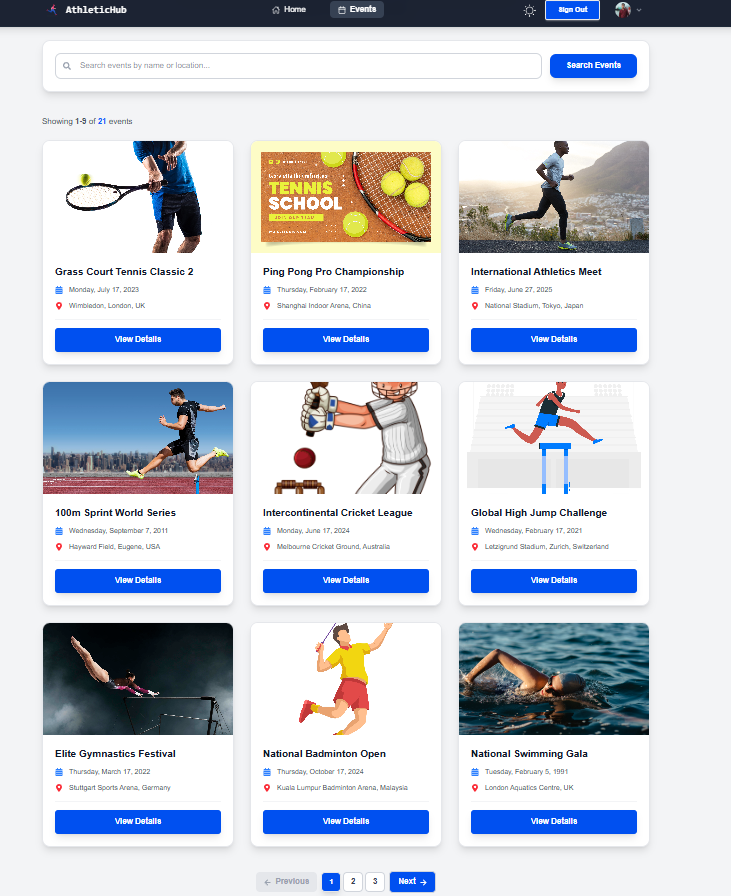 AthleticHub
Home
Events
Sign Out
Search events by name or location...
Search Events
Showing 1-9 of 21 events
TENNIS
SCHOOL
JOIN OUR TEAM
Grass Court Tennis Classic 2
Monday, July 17, 2023
Wimbledon, London, UK
View Details
Ping Pong Pro Championship
Thursday, February 17, 2022
Shanghai Indoor Arena, China
View Details
International Athletics Meet
Friday, June 27, 2025
National Stadium, Tokyo, Japan
View Details
100m Sprint World Series
Wednesday, September 7, 2011
Hayward Field, Eugene, USA
View Details
Intercontinental Cricket League
Monday, June 17, 2024
Melbourne Cricket Ground, Australia
View Details
Global High Jump Challenge
Wednesday, February 17, 2021
Letzigrund Stadium, Zurich, Switzerland
View Details
Elite Gymnastics Festival
Thursday, March 17, 2022
Stuttgart Sports Arena, Germany
View Details
National Badminton Open
Thursday, October 17, 2024
Kuala Lumpur Badminton Arena, Malaysia
View Details
National Swimming Gala
Tuesday, February 5, 1991
London Aquatics Centre, UK
View Details
← Previous 1 2 3 Next →